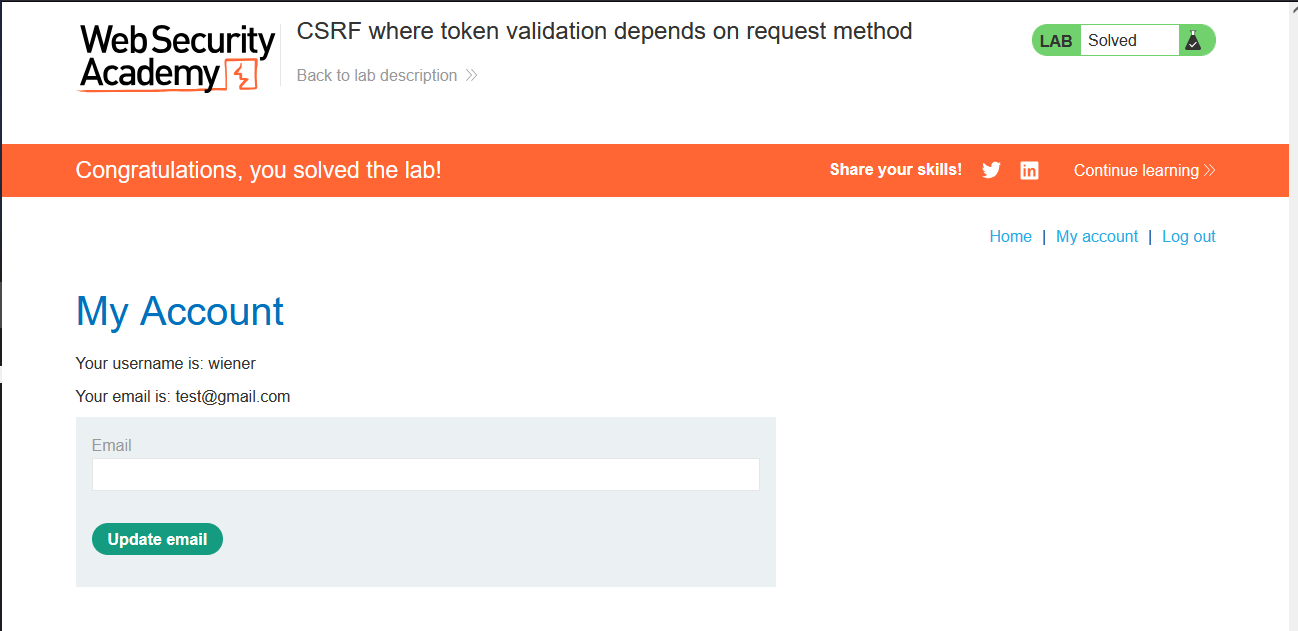 Web Security
Academy
CSRF where token validation depends on request method
Back to lab description
LAB Solved
Congratulations, you solved the lab!
Share your skills! in Continue learning
Home | My account | Log out
My Account
Your username is: wiener
Your email is: test@gmail.com
Email
Update email